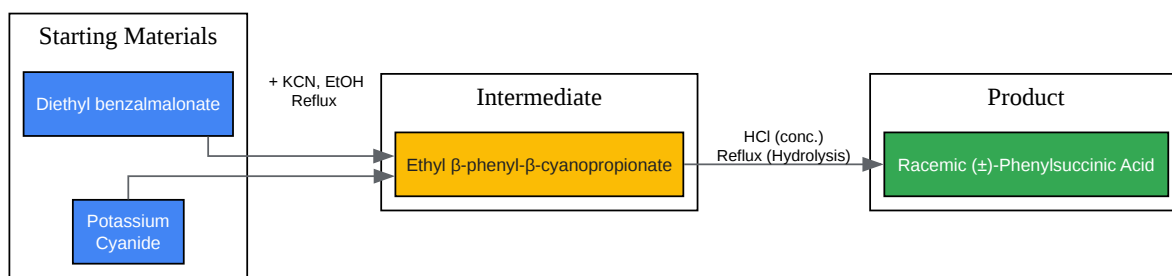 Starting Materials
Diethyl benzalmalonate
Potassium
Cyanide
+ KCN, EtOH
Reflux
Intermediate
Ethyl β-phenyl-β-cyanopropionate
HCl (conc.)
Reflux (Hydrolysis)
Product
Racemic (±)-Phenylsuccinic Acid